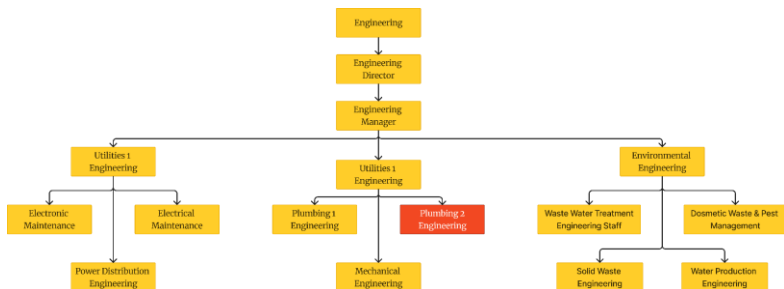 Engineering
Engineering
Director
Engineering
Manager
Utilities 1
Engineering
Utilities 1
Engineering
Environmental
Engineering
Electronic
Maintenance
Electrical
Maintenance
Plumbing 1
Engineering
Plumbing 2
Engineering
Waste Water Treatment
Engineering Staff
Dosmetic Waste & Pest
Management
Power Distribution
Engineering
Mechanical
Engineering
Solid Waste
Engineering
Water Production
Engineering